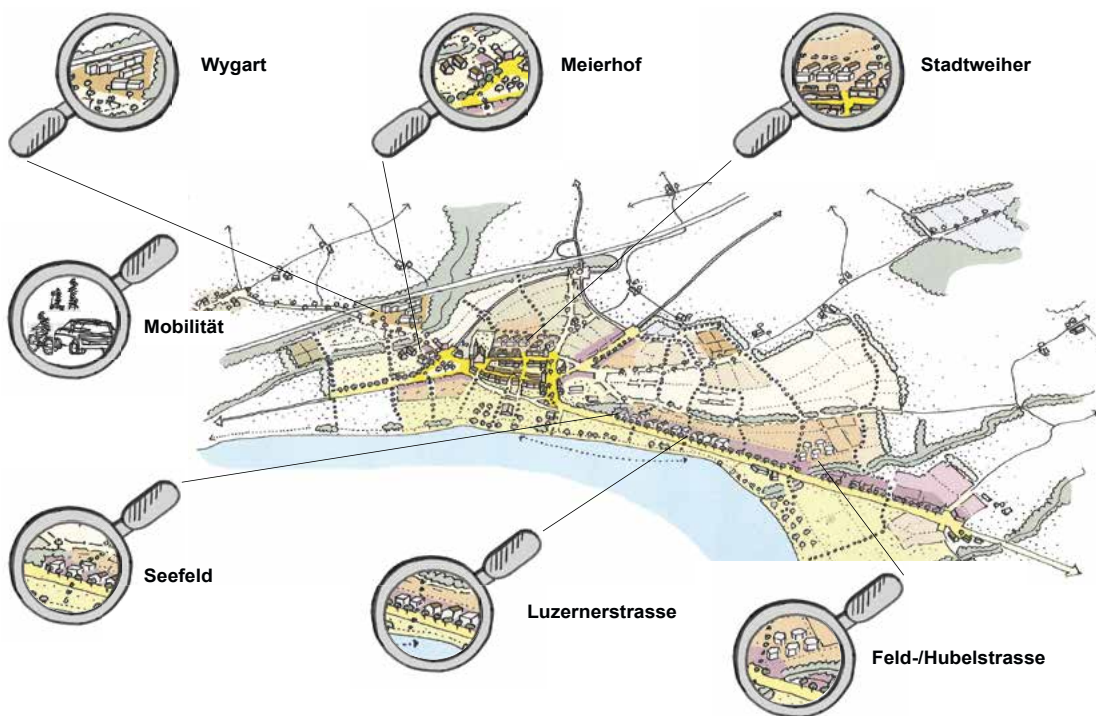 Wygart
Meierhof
Stadtweiher
Mobilität
Seefeld
Luzernerstrasse
Feld-/Hubelstrasse